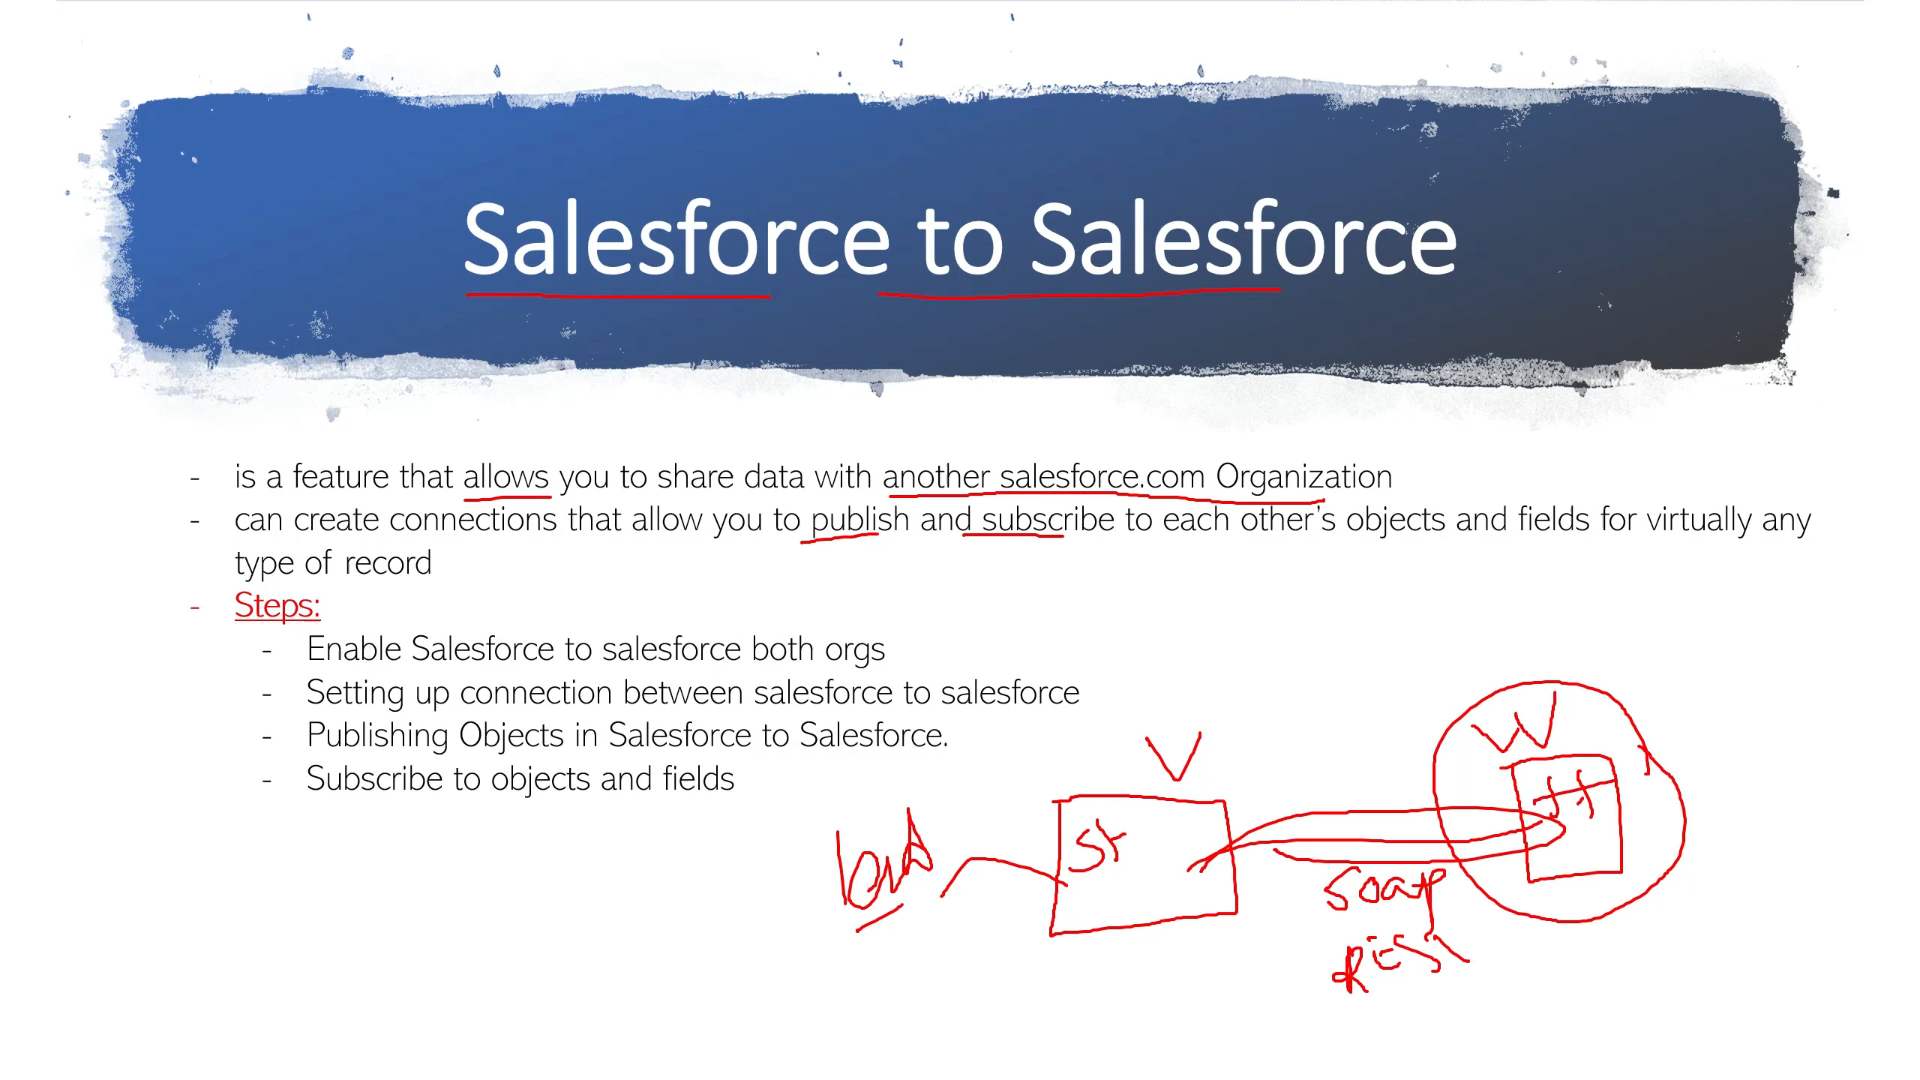 Salesforce to Salesforce
- is a feature that allows you to share data with another salesforce.com Organization
- can create connections that allow you to publish and subscribe to each other's objects and fields for virtually any
type of record
- Steps:
- Enable Salesforce to salesforce both orgs
- Setting up connection between salesforce to salesforce
- Publishing Objects in Salesforce to Salesforce.
- Subscribe to objects and fields
W
V
Sf
Soap
REST